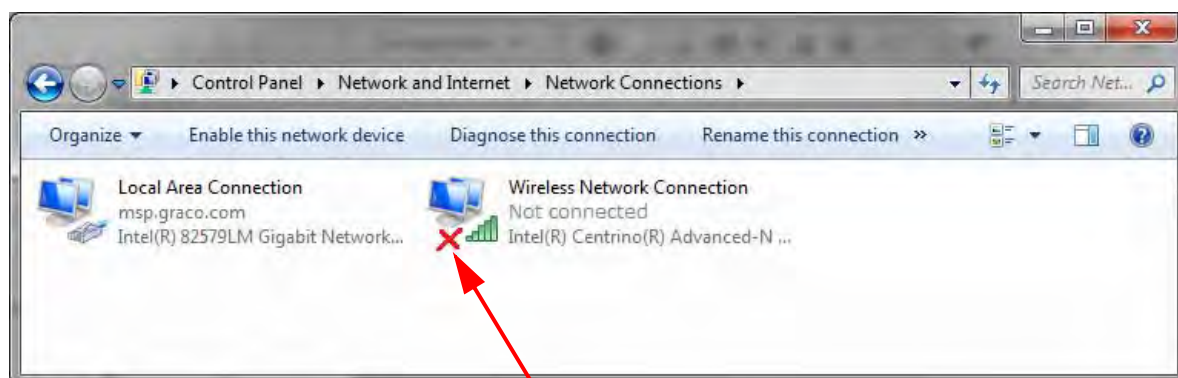 Control Panel ▸ Network and Internet ▸ Network Connections ▸ Search Net...
Organize Enable this network device Diagnose this connection Rename this connection »
Local Area Connection
msp.graco.com
Intel(R) 82579LM Gigabit Network...
Wireless Network Connection
Not connected
Intel(R) Centrino(R) Advanced-N ...